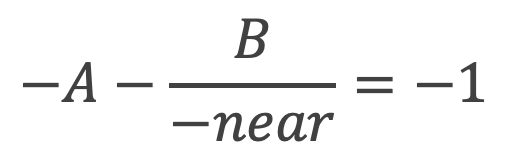 −A − B/−near = −1